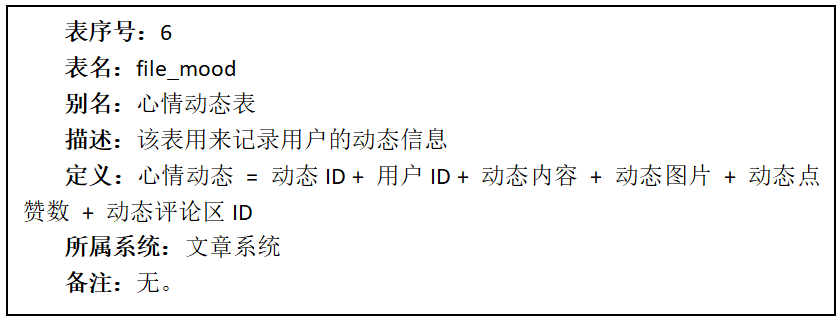 表序号：6
表名：file_mood
别名：心情动态表
描述：该表用来记录用户的动态信息
定义：心情动态 = 动态 ID + 用户 ID + 动态内容 + 动态图片 + 动态点
赞数 + 动态评论区 ID
所属系统：文章系统
备注：无。